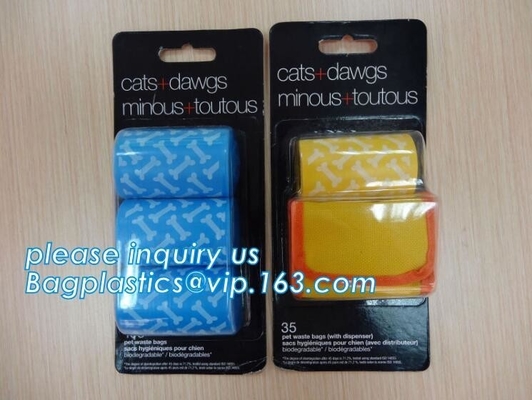 cats+dawgs
minous+toutous
cats+dawgs
minous+toutous
please inquiry us
Bagplastics@vip.163.com
pet waste bags
sacs hygiéniques pour chien
biodegradable* / biodégradables*
35
pet waste bags (with dispenser)
sacs hygiéniques pour chien (avec distributeur)
biodegradable* / biodégradables*